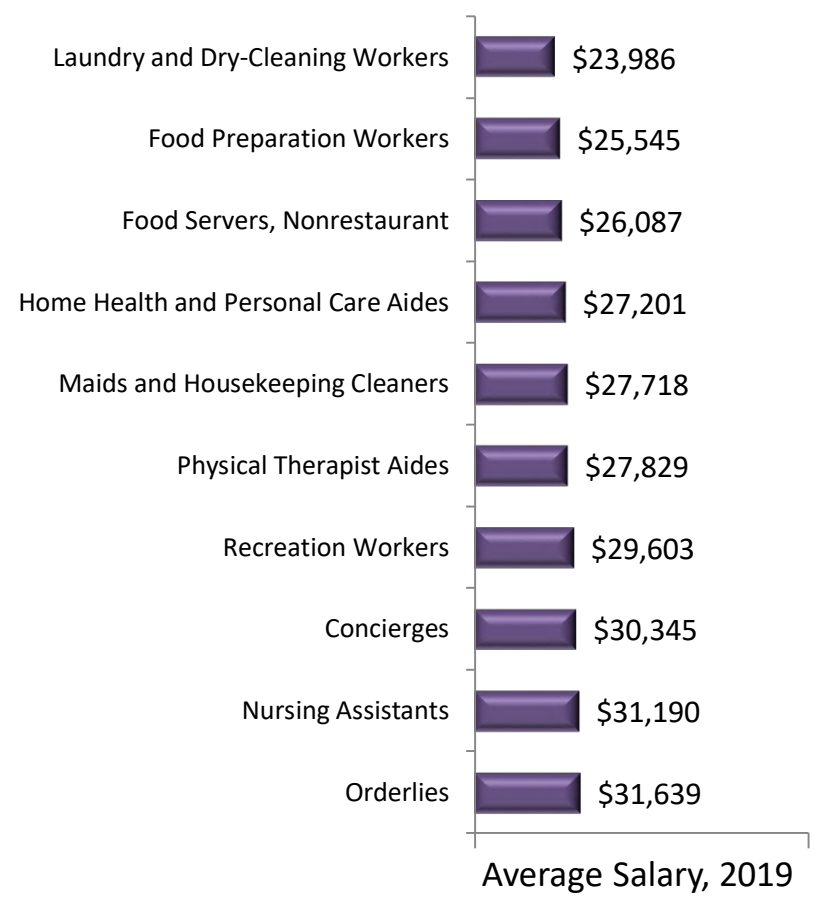 Laundry and Dry-Cleaning Workers $23,986
Food Preparation Workers $25,545
Food Servers, Nonrestaurant $26,087
Home Health and Personal Care Aides $27,201
Maids and Housekeeping Cleaners $27,718
Physical Therapist Aides $27,829
Recreation Workers $29,603
Concierges $30,345
Nursing Assistants $31,190
Orderlies $31,639
Average Salary, 2019